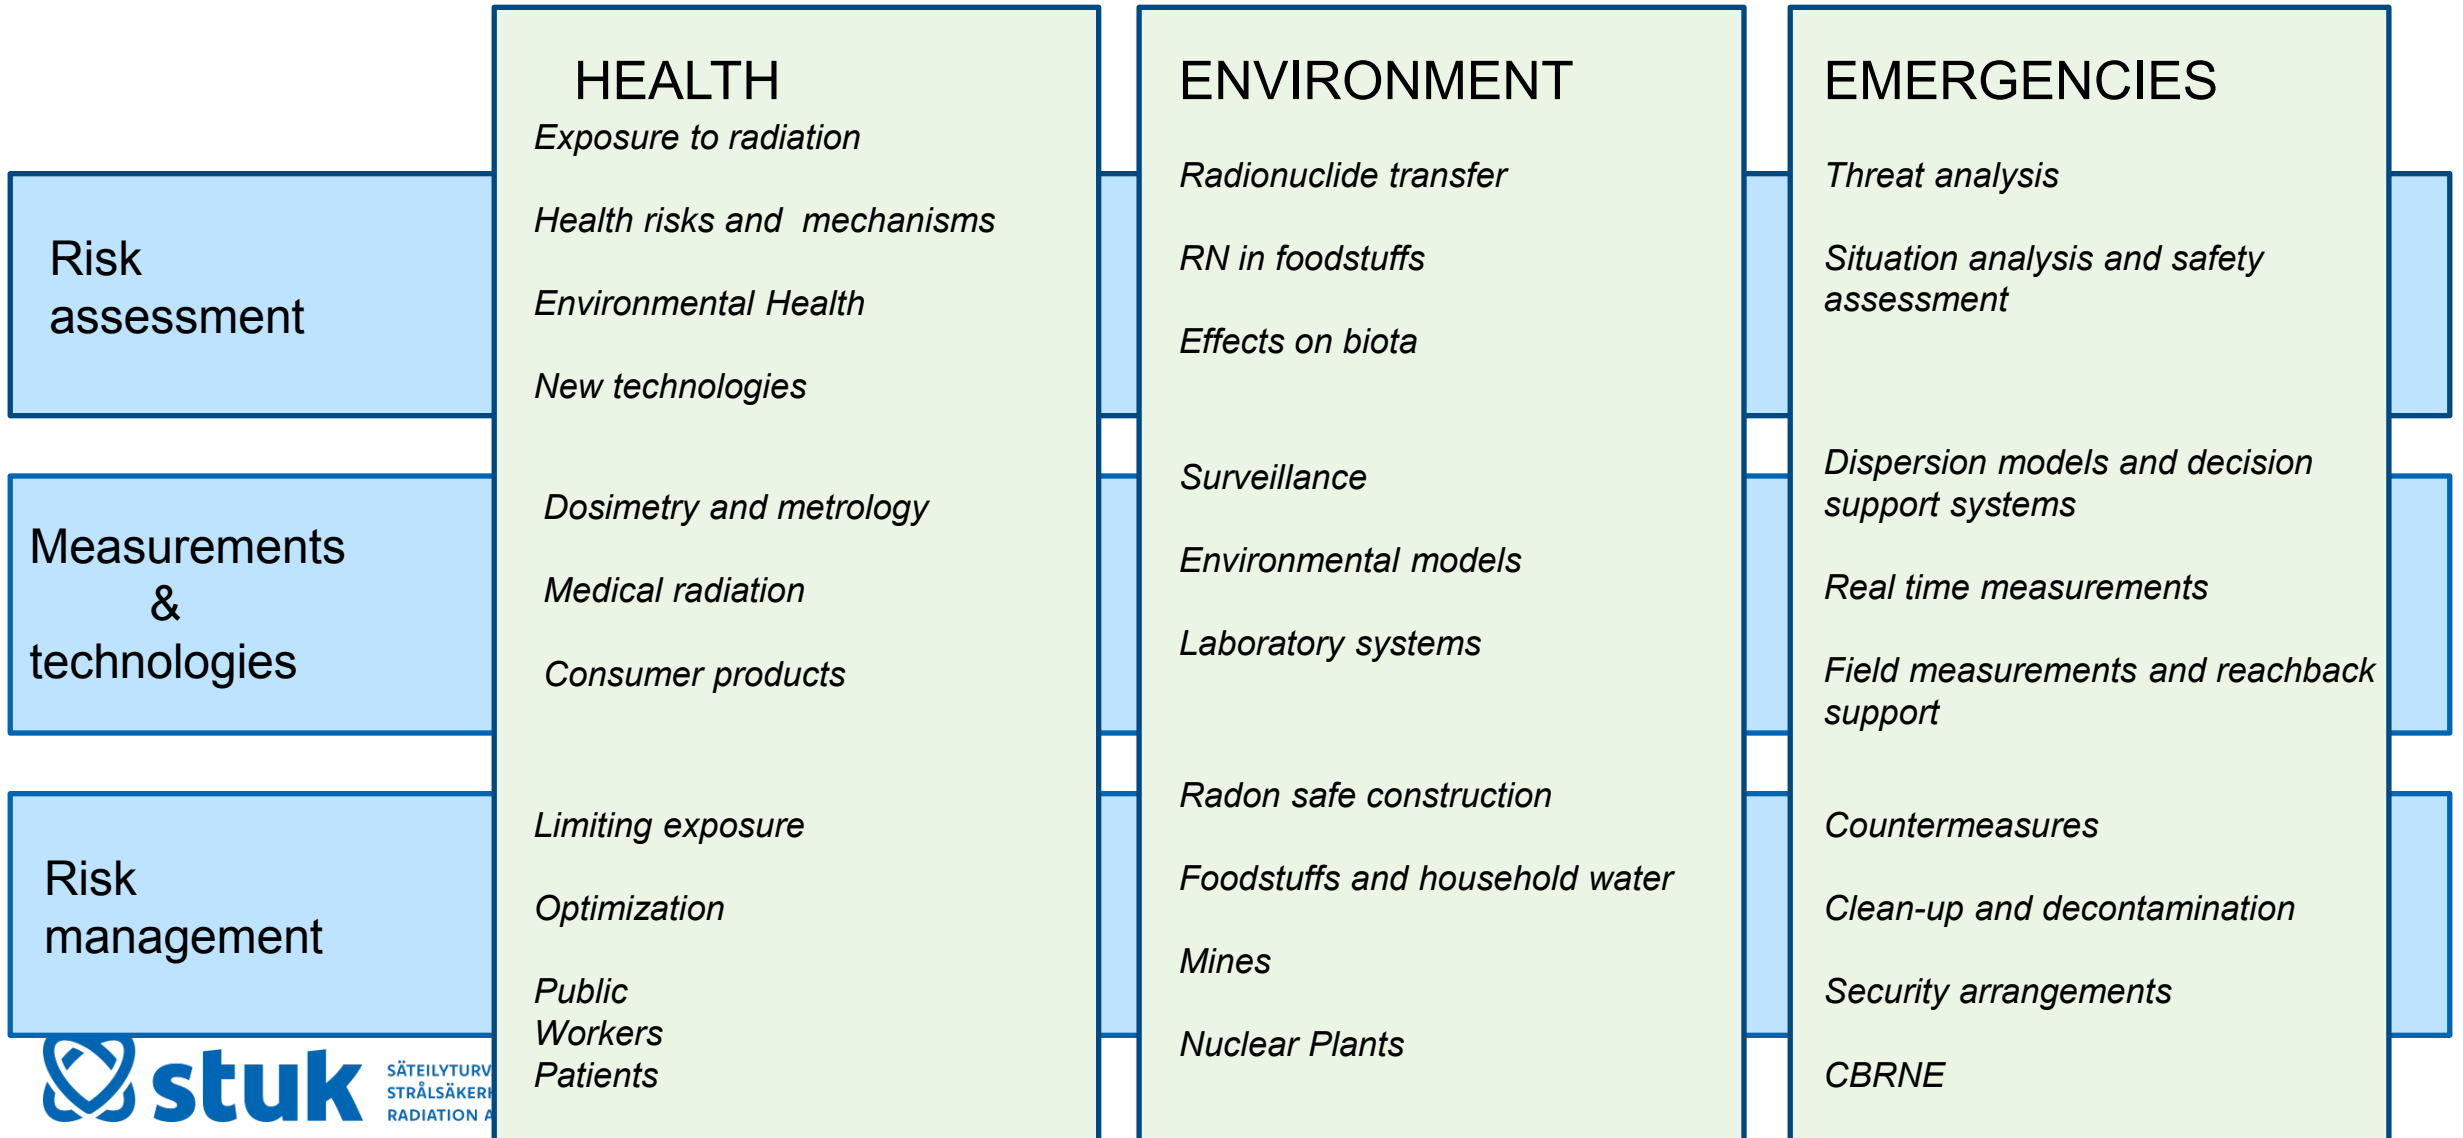 HEALTH
Exposure to radiation
Health risks and mechanisms
Environmental Health
New technologies
Dosimetry and metrology
Medical radiation
Consumer products
Limiting exposure
Optimization
Public
Workers
Patients
ENVIRONMENT
Radionuclide transfer
RN in foodstuffs
Effects on biota
Surveillance
Environmental models
Laboratory systems
Radon safe construction
Foodstuffs and household water
Mines
Nuclear Plants
EMERGENCIES
Threat analysis
Situation analysis and safety
assessment
Dispersion models and decision
support systems
Real time measurements
Field measurements and reachback
support
Countermeasures
Clean-up and decontamination
Security arrangements
CBRNE
Risk
assessment
Measurements
&
technologies
Risk
management
stuk
SÄTEILYTURV
STRÅLSÄKER
RADIATION A